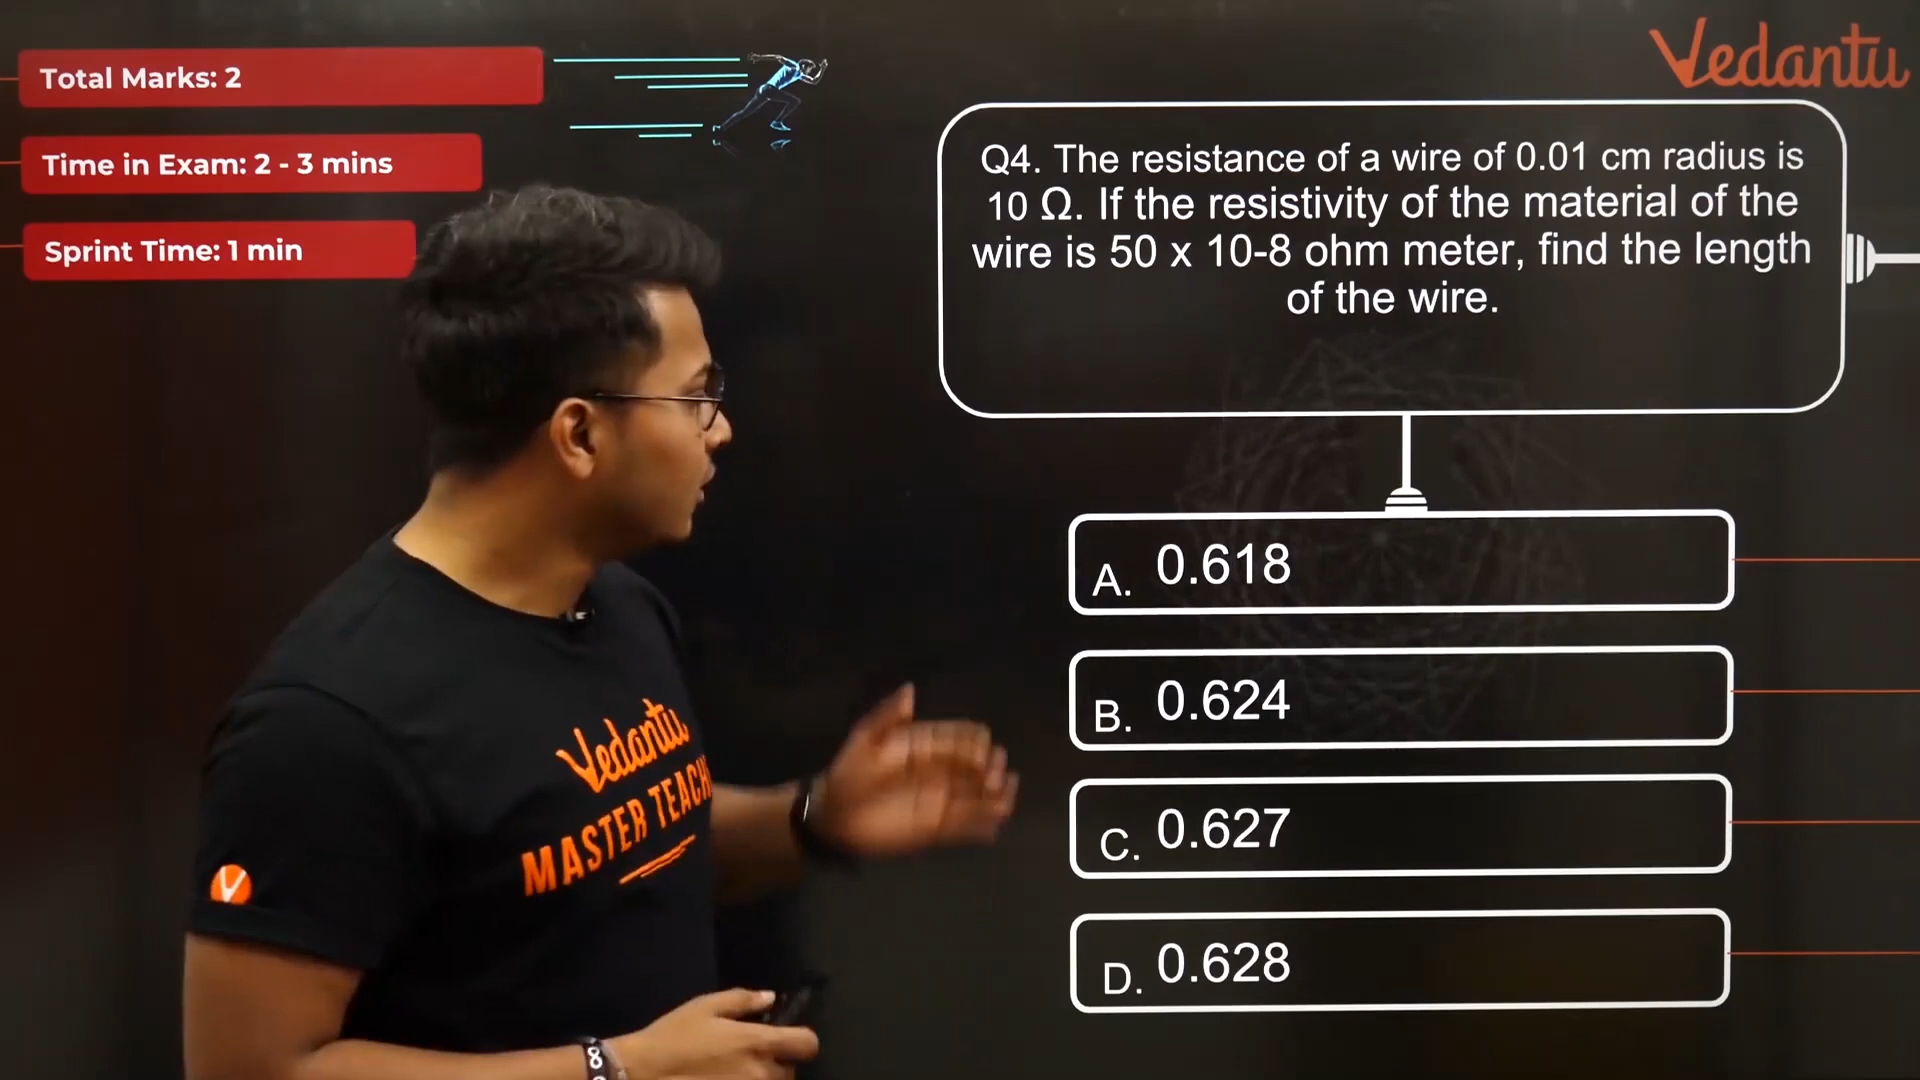 Total Marks: 2
Time in Exam: 2 - 3 mins
Sprint Time: 1 min
Vedantu
Q4. The resistance of a wire of 0.01 cm radius is
10 Ω. If the resistivity of the material of the
wire is 50 x 10-8 ohm meter, find the length
of the wire.
A. 0.618
B. 0.624
C. 0.627
D. 0.628
Vedantu
MASTER TEACH
V